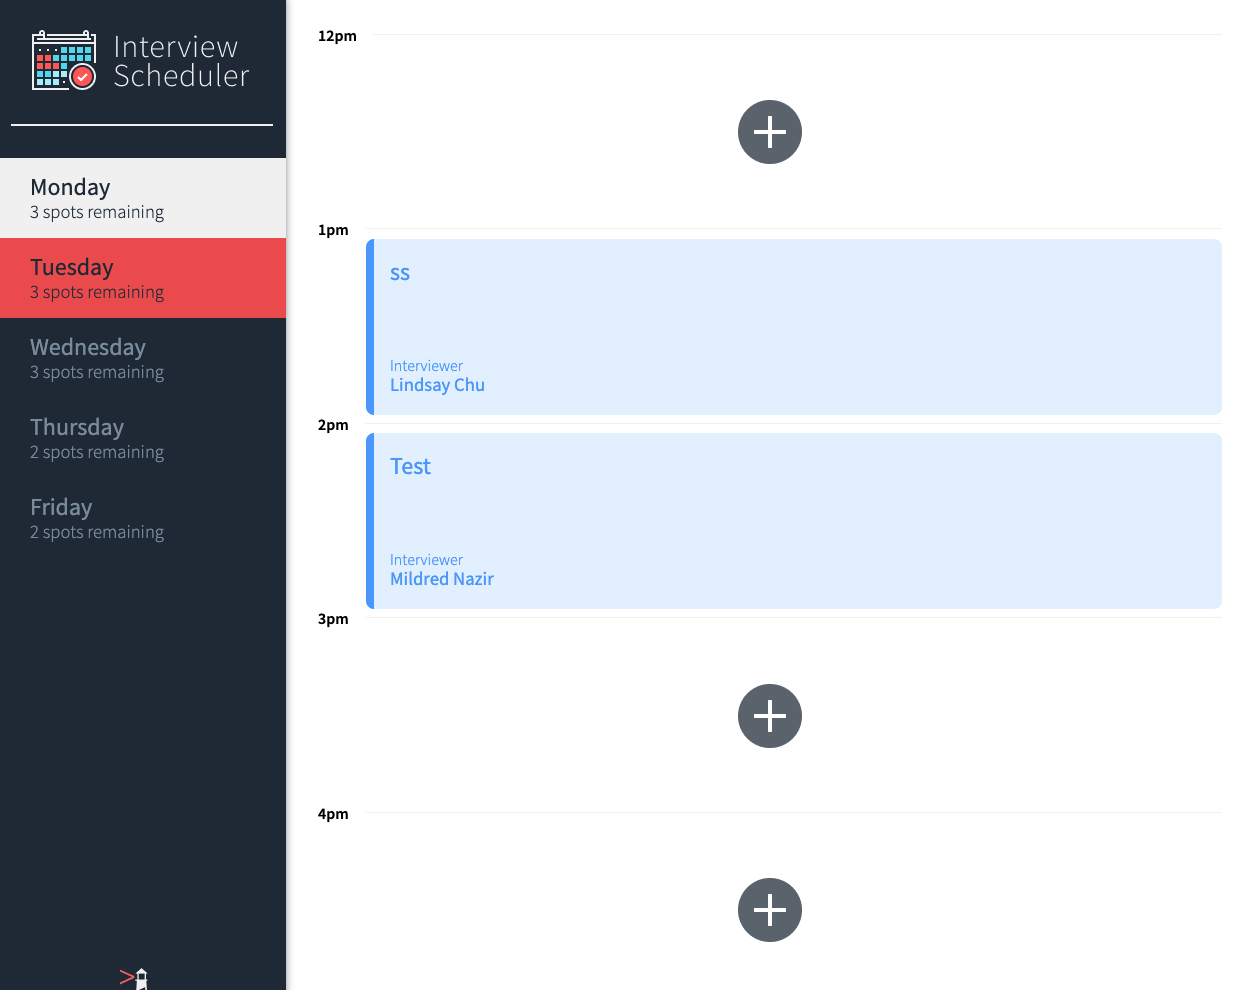 Interview
Scheduler
Monday
3 spots remaining
Tuesday
3 spots remaining
Wednesday
3 spots remaining
Thursday
2 spots remaining
Friday
2 spots remaining
12pm
1pm
ss
Interviewer
Lindsay Chu
2pm
Test
Interviewer
Mildred Nazir
3pm
4pm